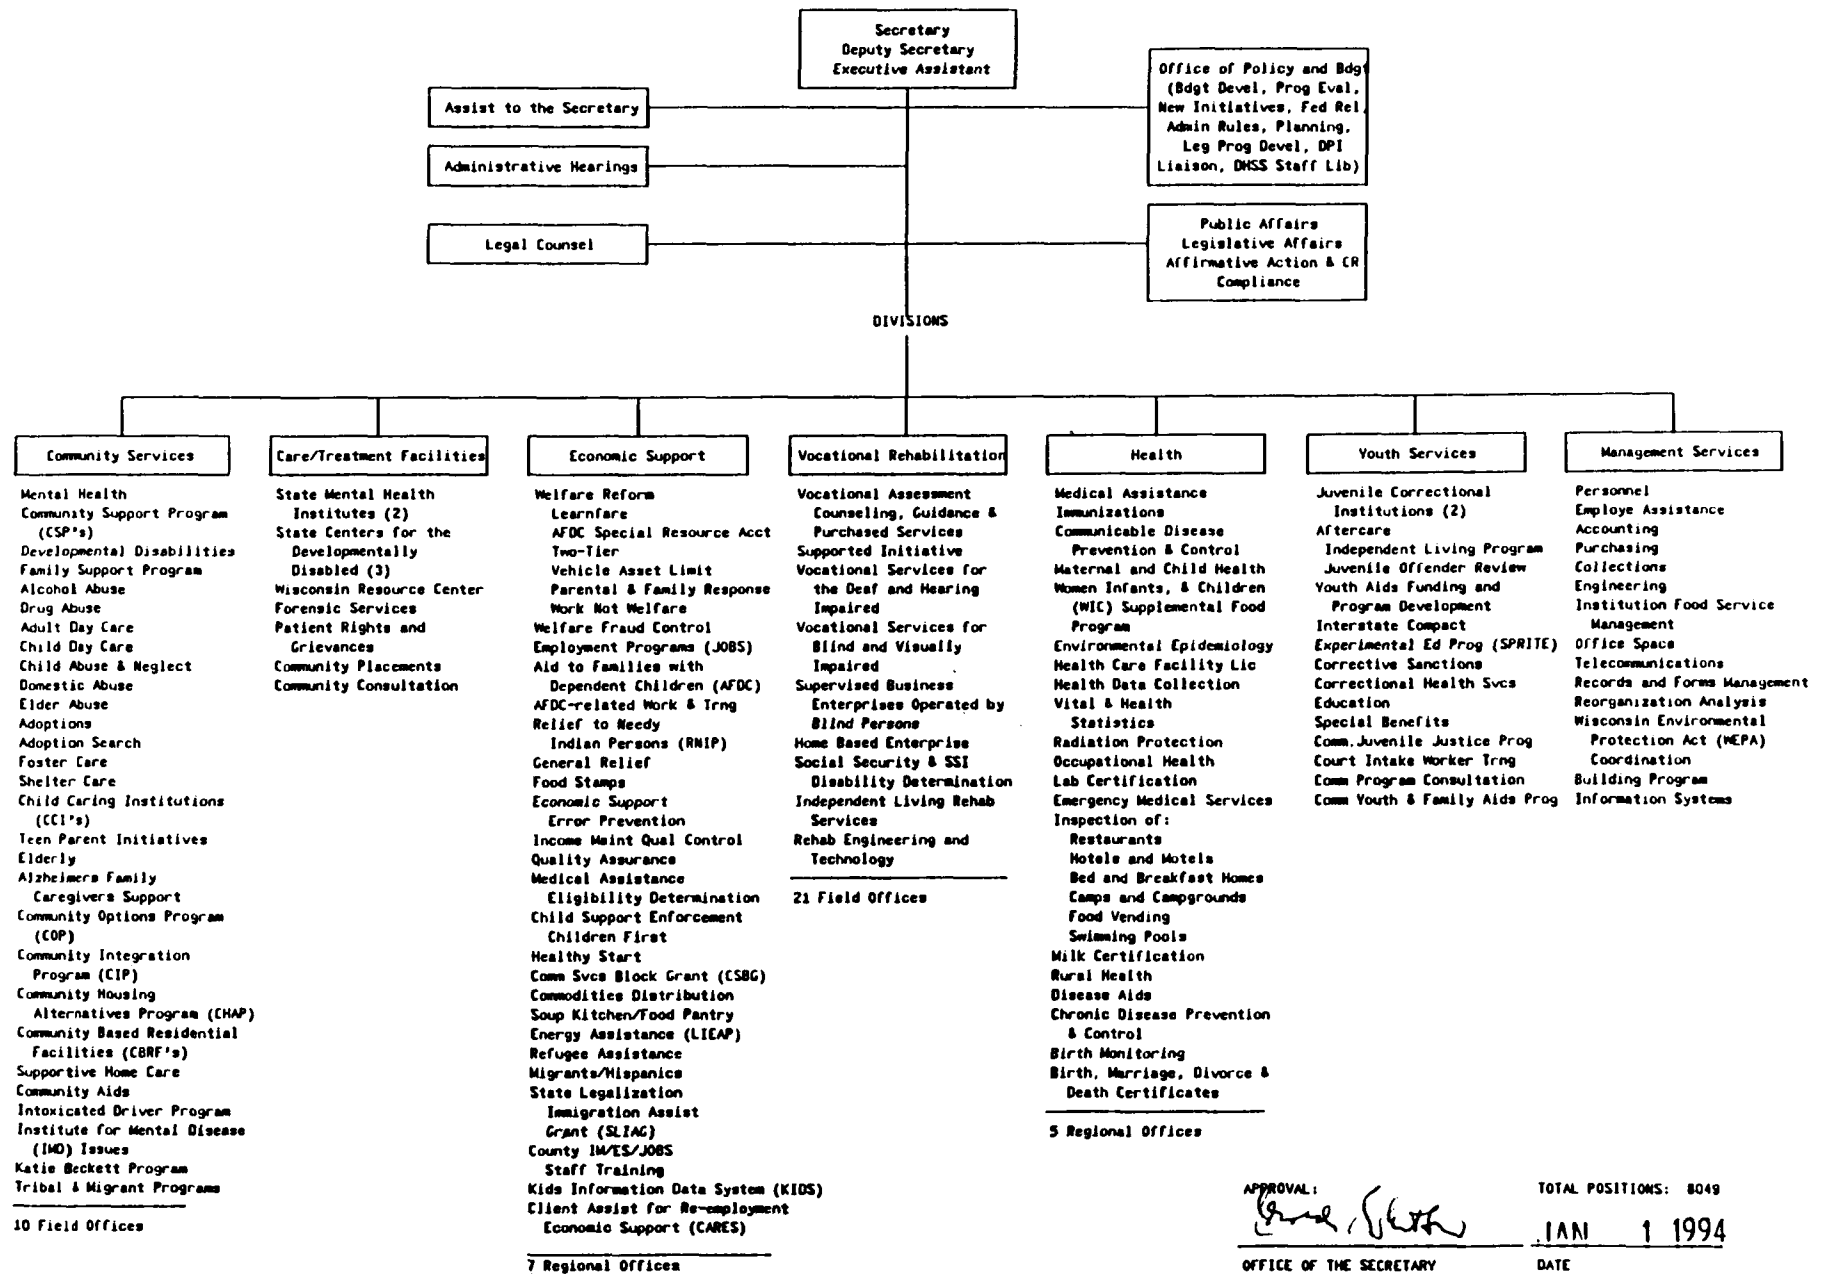 Secretary
Deputy Secretary
Executive Assistant
Office of Policy and Bdgt
(Bdgt Devel, Prog Eval,
New Initiatives, Fed Rel,
Admin Rules, Planning,
Leg Prog Devel, DPI
Liaison, DHSS Staff Lib)
Assist to the Secretary
Administrative Hearings
Legal Counsel
Public Affairs
Legislative Affairs
Affirmative Action & CR
Compliance
DIVISIONS
Community Services
Mental Health
Community Support Program
(CSP's)
Developmental Disabilities
Family Support Program
Alcohol Abuse
Drug Abuse
Adult Day Care
Child Day Care
Child Abuse & Neglect
Domestic Abuse
Elder Abuse
Adoptions
Adoption Search
Foster Care
Shelter Care
Child Caring Institutions
(CCI's)
Teen Parent Initiatives
Elderly
Alzheimers Family
Caregivers Support
Community Options Program
(COP)
Community Integration
Program (CIP)
Community Housing
Alternatives Program (CHAP)
Community Based Residential
Facilities (CBRF's)
Supportive Home Care
Community Aids
Intoxicated Driver Program
Institute for Mental Disease
(IMD) Issues
Katie Beckett Program
Tribal & Migrant Programs
10 Field Offices
Care/Treatment Facilities
State Mental Health
Institutes (2)
State Centers for the
Developmentally
Disabled (3)
Wisconsin Resource Center
Forensic Services
Patient Rights and
Grievances
Community Placements
Community Consultation
Economic Support
Welfare Reform
Learnfare
AFDC Special Resource Acct
Two-Tier
Vehicle Asset Limit
Parental & Family Response
Work Not Welfare
Welfare Fraud Control
Employment Programs (JOBS)
Aid to Families with
Dependent Children (AFDC)
AFDC-related Work & Trng
Relief to Needy
Indian Persons (RNIP)
General Relief
Food Stamps
Economic Support
Error Prevention
Income Maint Qual Control
Quality Assurance
Medical Assistance
Eligibility Determination
Child Support Enforcement
Children First
Healthy Start
Comm Svcs Block Grant (CSBG)
Commodities Distribution
Soup Kitchen/Food Pantry
Energy Assistance (LIEAP)
Refugee Assistance
Migrants/Hispanics
State Legalization
Immigration Assist
Grant (SLIAG)
County IM/ES/JOBS
Staff Training
Kids Information Data System (KIDS)
Client Assist for Re-employment
Economic Support (CARES)
7 Regional Offices
Vocational Rehabilitation
Vocational Assessment
Counseling, Guidance &
Purchased Services
Supported Initiative
Vocational Services for
the Deaf and Hearing
Impaired
Vocational Services for
Blind and Visually
Impaired
Supervised Business
Enterprises Operated by
Blind Persons
Home Based Enterprise
Social Security & SSI
Disability Determination
Independent Living Rehab
Services
Rehab Engineering and
Technology
21 Field Offices
Health
Medical Assistance
Immunizations
Communicable Disease
Prevention & Control
Maternal and Child Health
Women Infants, & Children
(WIC) Supplemental Food
Program
Environmental Epidemiology
Health Care Facility Lic
Health Data Collection
Vital & Health
Statistics
Radiation Protection
Occupational Health
Lab Certification
Emergency Medical Services
Inspection of:
Restaurants
Hotels and Motels
Bed and Breakfast Homes
Camps and Campgrounds
Food Vending
Swimming Pools
Milk Certification
Rural Health
Disease Aids
Chronic Disease Prevention
& Control
Birth Monitoring
Birth, Marriage, Divorce &
Death Certificates
5 Regional Offices
Youth Services
Juvenile Correctional
Institutions (2)
Aftercare
Independent Living Program
Juvenile Offender Review
Youth Aids Funding and
Program Development
Interstate Compact
Experimental Ed Prog (SPRITE)
Corrective Sanctions
Correctional Health Svcs
Education
Special Benefits
Comm.Juvenile Justice Prog
Court Intake Worker Trng
Comm Program Consultation
Comm Youth & Family Aids Prog
Management Services
Personnel
Employe Assistance
Accounting
Purchasing
Collections
Engineering
Institution Food Service
Management
Office Space
Telecommunications
Records and Forms Management
Reorganization Analysis
Wisconsin Environmental
Protection Act (WEPA)
Coordination
Building Program
Information Systems
APPROVAL:
OFFICE OF THE SECRETARY
TOTAL POSITIONS: 8049
JAN 1 1994
DATE